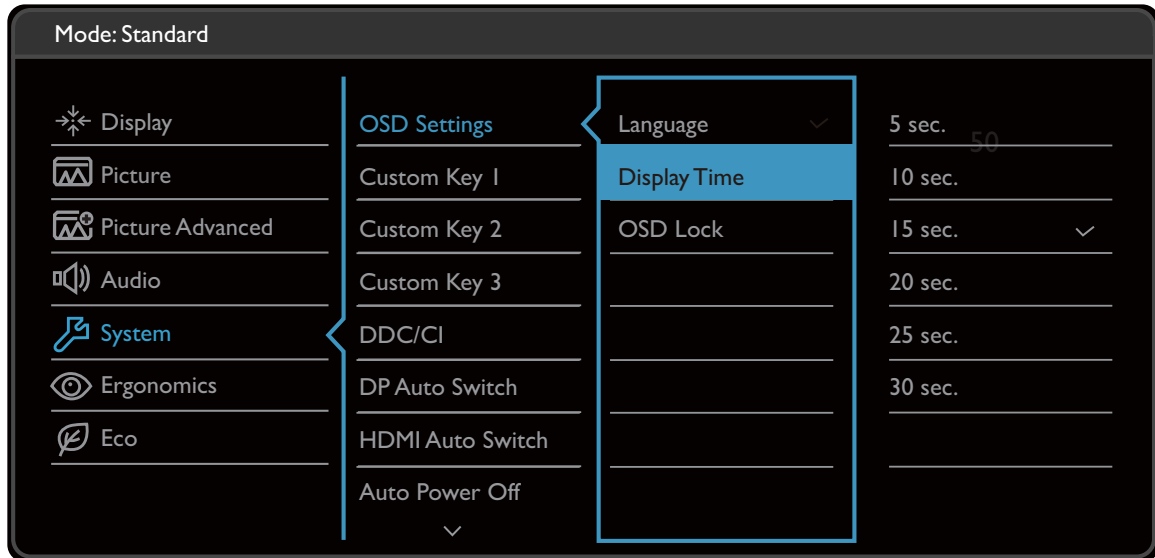 Mode: Standard
Display
Picture
Picture Advanced
Audio
System
Ergonomics
Eco
OSD Settings
Custom Key 1
Custom Key 2
Custom Key 3
DDC/CI
DP Auto Switch
HDMI Auto Switch
Auto Power Off
Language
Display Time
OSD Lock
5 sec.
50
10 sec.
15 sec.
20 sec.
25 sec.
30 sec.